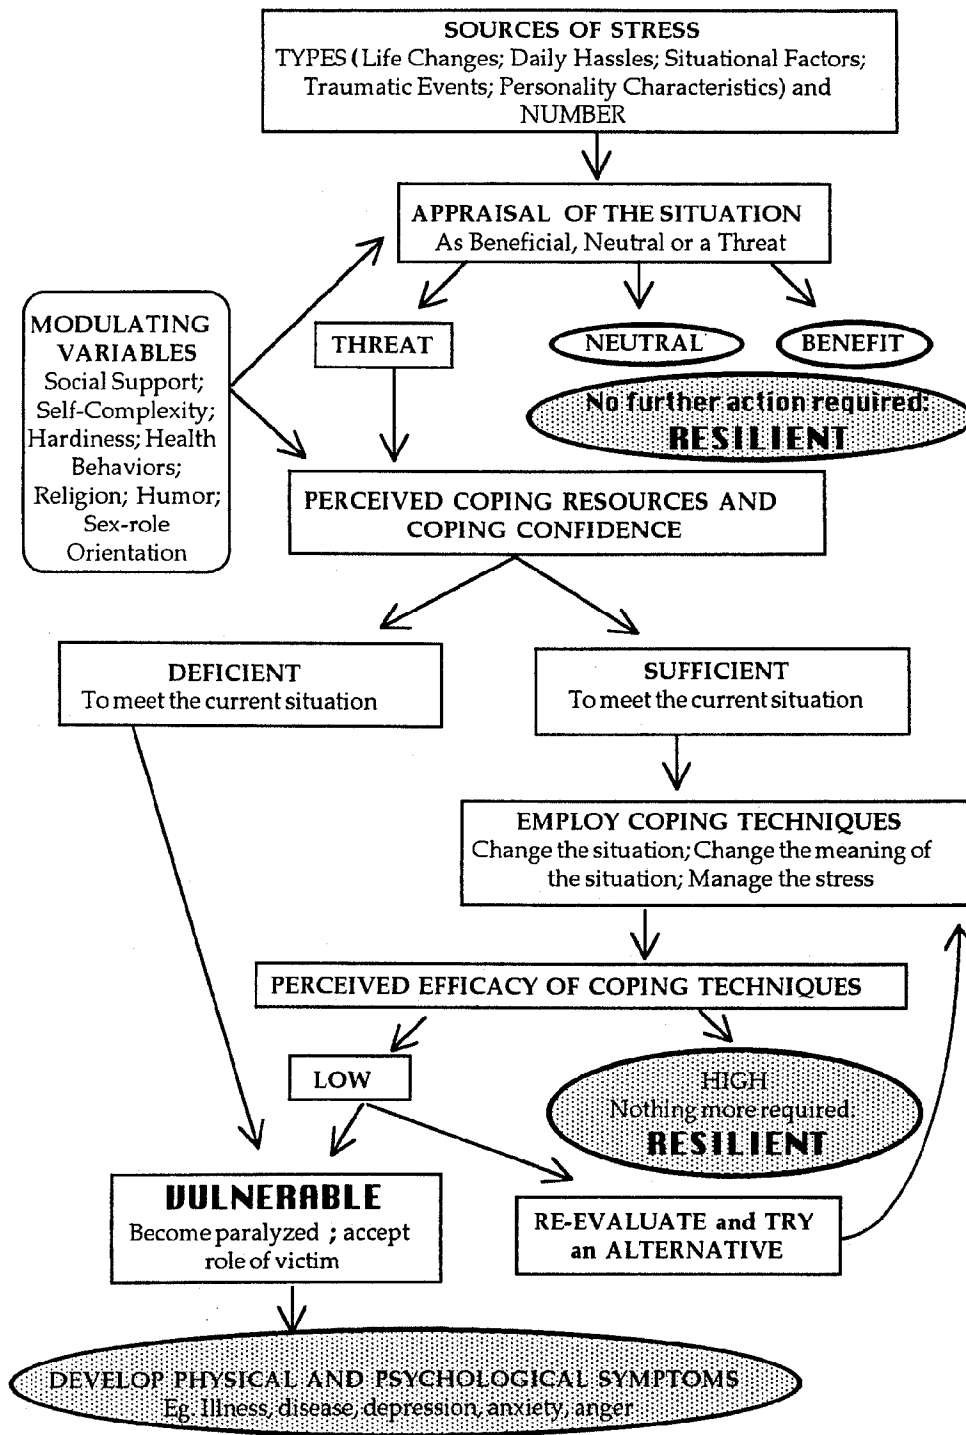 SOURCES OF STRESS
TYPES (Life Changes; Daily Hassles; Situational Factors;
Traumatic Events; Personality Characteristics) and
NUMBER
APPRAISAL OF THE SITUATION
As Beneficial, Neutral or a Threat
MODULATING
VARIABLES
Social Support;
Self-Complexity;
Hardiness; Health
Behaviors;
Religion; Humor;
Sex-role
Orientation
THREAT
NEUTRAL
BENEFIT
No further action required:
RESILIENT
PERCEIVED COPING RESOURCES AND
COPING CONFIDENCE
DEFICIENT
To meet the current situation
SUFFICIENT
To meet the current situation
EMPLOY COPING TECHNIQUES
Change the situation; Change the meaning of
the situation; Manage the stress
PERCEIVED EFFICACY OF COPING TECHNIQUES
LOW
HIGH
Nothing more required:
RESILIENT
VULNERABLE
Become paralyzed ; accept
role of victim
RE-EVALUATE and TRY
an ALTERNATIVE
DEVELOP PHYSICAL AND PSYCHOLOGICAL SYMPTOMS
Eg. Illness, disease, depression, anxiety, anger